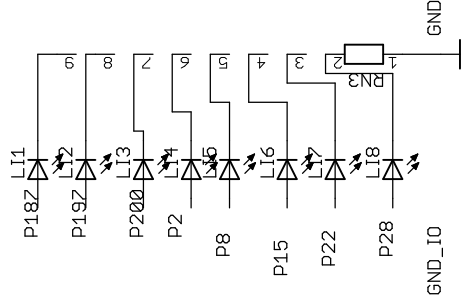 GND
9 8 7 6 5 4 3 2 1
RN3
LI1 LI2 LI3 LI4 LI5 LI6 LI7 LI8
P187 P197 P200 P2 P8 P15 P22 P28
GND_IO